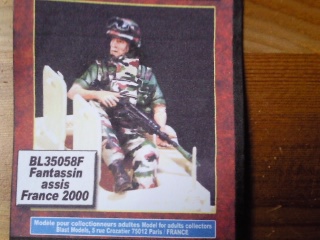 BL35058F
Fantassin
assis
France 2000
Modèle pour collectionneurs adultes Model for adults collectors
Blast Models, 3 rue Crozatier 75012 Paris / FRANCE